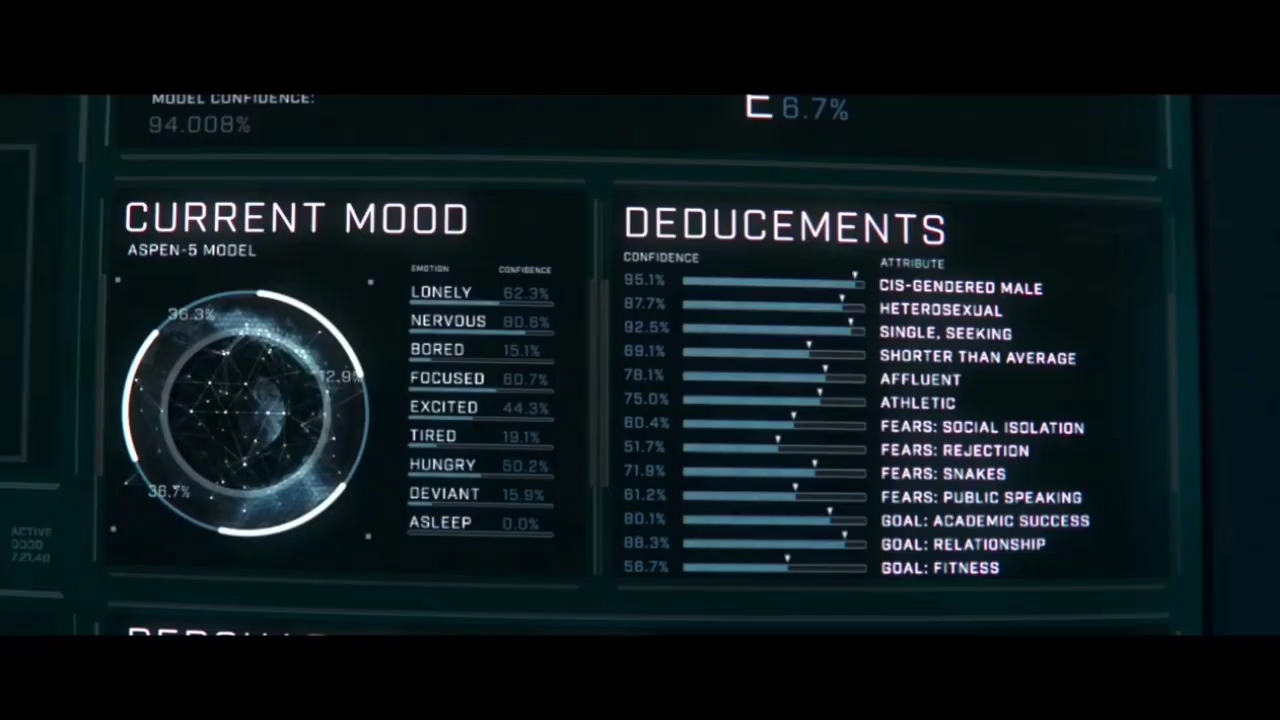 MODEL CONFIDENCE:
94.008%
E 6.7%
CURRENT MOOD
ASPEN-5 MODEL
EMOTION CONFIDENCE
LONELY 62.3%
NERVOUS 80.6%
BORED 15.1%
FOCUSED 60.7%
EXCITED 44.3%
TIRED 19.1%
HUNGRY 50.2%
DEVIANT 15.9%
ASLEEP 0.0%
36.7%
DEDUCEMENTS
CONFIDENCE ATTRIBUTE
95.1% CIS-GENDERED MALE
87.7% HETEROSEXUAL
92.5% SINGLE, SEEKING
69.1% SHORTER THAN AVERAGE
78.1% AFFLUENT
75.0% ATHLETIC
60.4% FEARS: SOCIAL ISOLATION
51.7% FEARS: REJECTION
71.9% FEARS: SNAKES
61.2% FEARS: PUBLIC SPEAKING
80.1% GOAL: ACADEMIC SUCCESS
88.3% GOAL: RELATIONSHIP
56.7% GOAL: FITNESS
ACTIVE